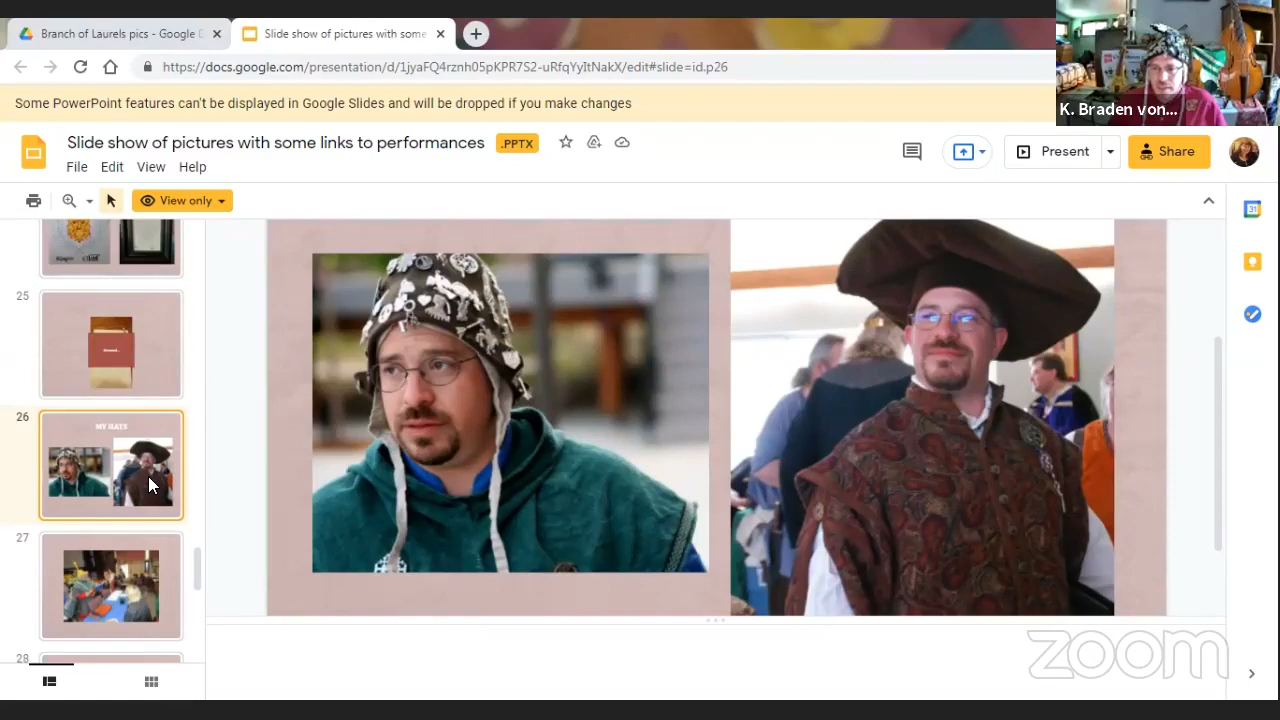 Branch of Laurels pics - Google D
Slide show of pictures with some
https://docs.google.com/presentation/d/1pyaFQ4rznh05pKPR7S2-uRfqYyItNakX/edit#slide=id.p26
K. Braden von...
Some PowerPoint features can't be displayed in Google Slides and will be dropped if you make changes
Slide show of pictures with some links to performances .PPTX
File Edit View Help
Present
Share
View only
31
25
26
MY HATS
27
28
zoom